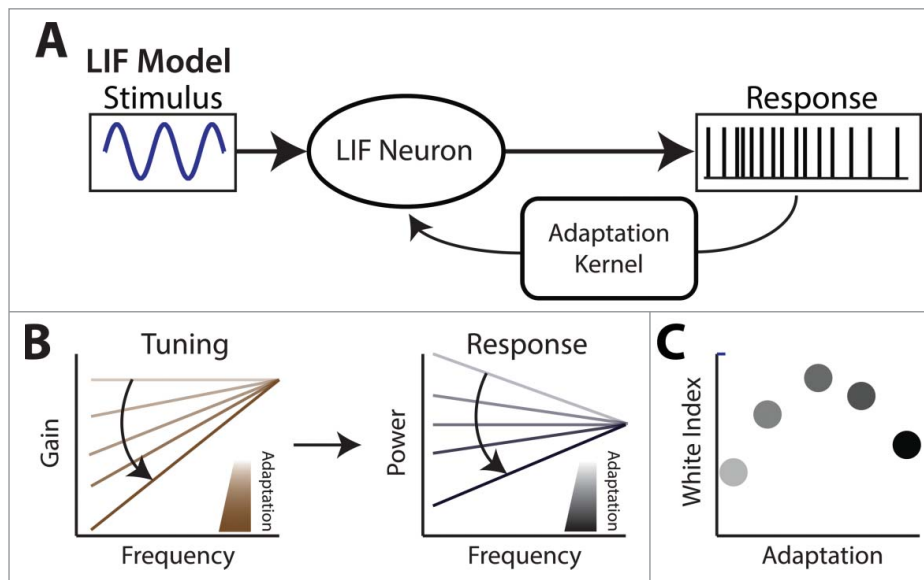 A
LIF Model
Stimulus
LIF Neuron
Response
Adaptation
Kernel
B
Tuning
Gain
Adaptation
Frequency
Response
Power
Adaptation
Frequency
C
White Index
Adaptation